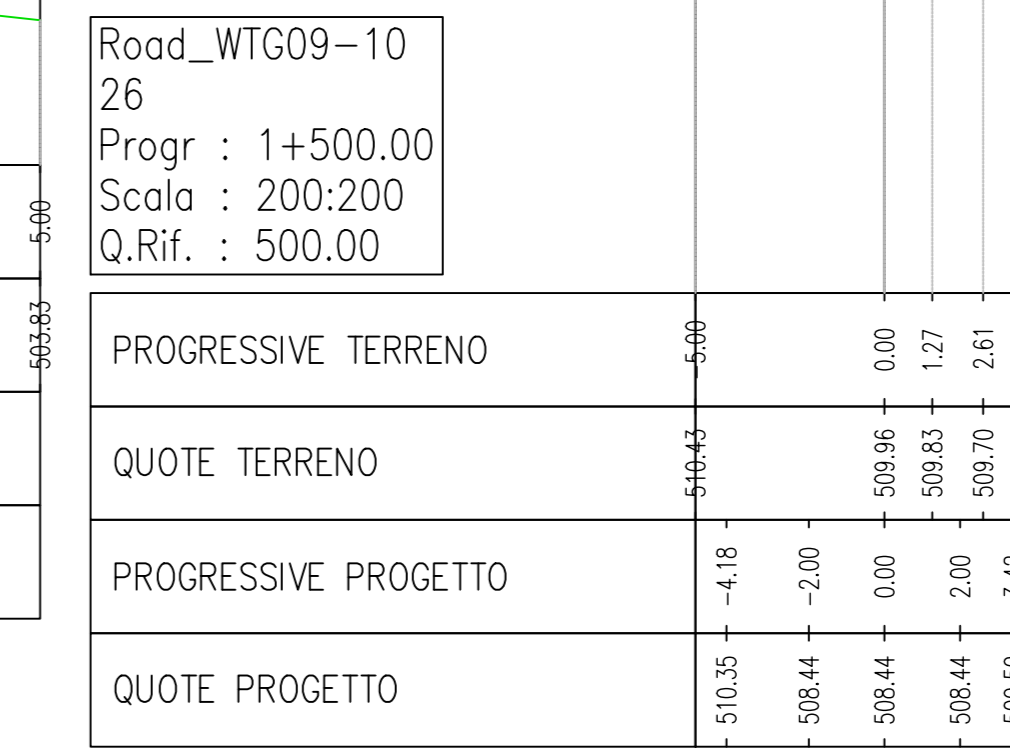 Road_WTG09-10
26
Progr : 1+500.00
Scala : 200:200
Q.Rif. : 500.00
5.00
503.83
PROGRESSIVE TERRENO -5.00 0.00 1.27 2.61
QUOTE TERRENO 510.43 509.96 509.83 509.70
PROGRESSIVE PROGETTO -4.18 -2.00 0.00 2.00
QUOTE PROGETTO 510.35 508.44 508.44 508.44